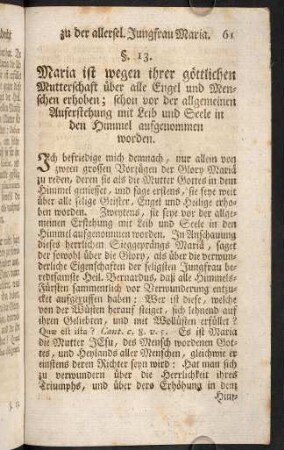 zu der allersel. Jungfrau Maria. 61
§. 13.
Maria ist wegen ihrer göttlichen
Mutterschaft über alle Engel und Men-
schen erhoben; schon vor der allgemeinen
Auferstehung mit Leib und Seele in
den Himmel aufgenommen
worden.
Ich befriedige mich demnach, nur allein von
zween grossen Vorzügen der Glory Mariä
zu reden, deren sie als die Mutter Gottes in dem
Himmel geniesset, und sage erstens, sie seye weit
über alle selige Geister, Engel und Heilige erho-
ben worden. Zweytens, sie seye vor der allge-
meinen Erstehung mit Leib und Seele in den
Himmel aufgenommen worden. In Anschauung
dieses herrlichen Sieggeprängs Mariä, saget
der sowohl über die Glory, als über die verwun-
derliche Eigenschaften der seligsten Jungfrau be-
redtsamste Heil. Bernardus, daß alle Himmels-
Fürsten sammentlich vor Verwunderung entzu-
cket ausgeruffen haben: Wer ist diese, welche
von der Wüsten herauf steiget, sich lehnend auf
ihren Geliebten, und mit Wollüsten erfüllet?
Quæ est ista? Cant. c. 8. v. 5. Es ist Maria
die Mutter JEsu, des Mensch wordenen Got-
tes, und Heylands aller Menschen, gleichwie er
einstens deren Richter seyn wird: Hat man sich
zu verwundern über die Herrlichkeit ihres
Triumphs, und über dero Erhöhung in dem
Him-